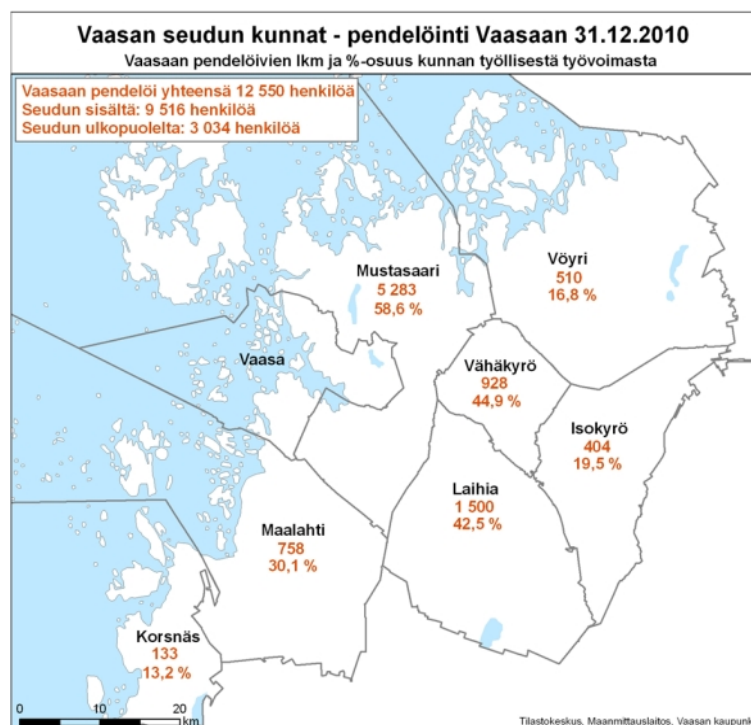 Vaasan seudun kunnat - pendelöinti Vaasaan 31.12.2010
Vaasaan pendelöivien lkm ja %-osuus kunnan työllisestä työvoimasta
Vaasaan pendelöi yhteensä 12 550 henkilöä
Seudun sisältä: 9 516 henkilöä
Seudun ulkopuolelta: 3 034 henkilöä
Mustasaari
5 283
58,6 %
Vöyri
510
16,8 %
Vaasa
Vähäkyrö
928
44,9 %
Isokyrö
404
19,5 %
Laihia
1 500
42,5 %
Maalahti
758
30,1 %
Korsnäs
133
13,2 %
0 10 20
km
Tilastokeskus, Maanmittauslaitos, Vaasan kaupunk